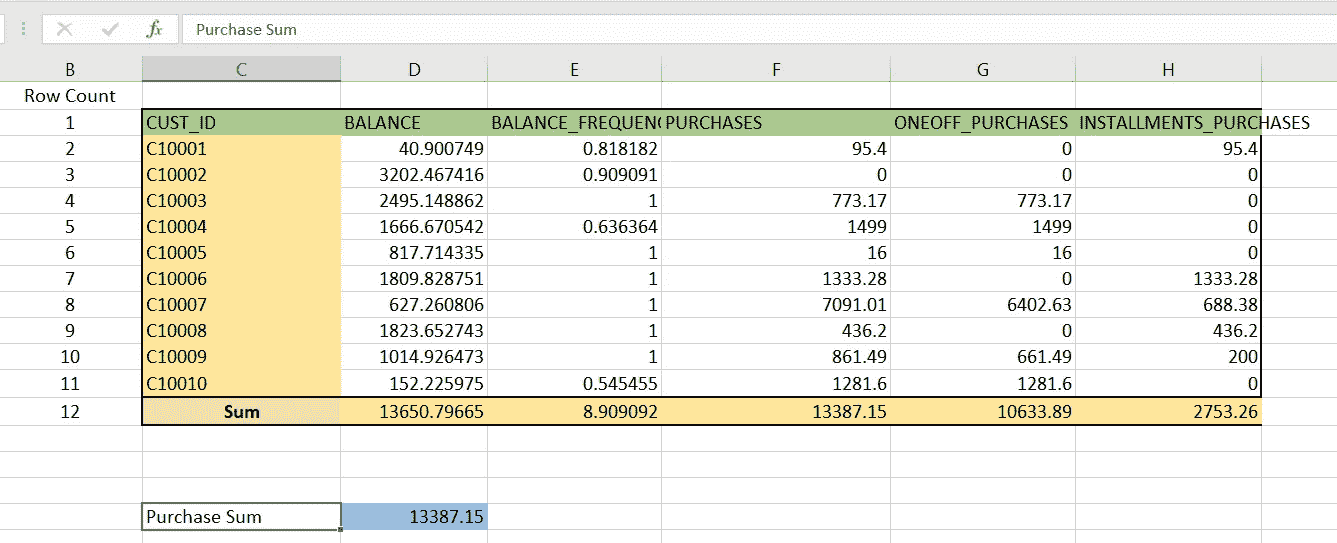 fx Purchase Sum
B C D E F G H
Row Count
1 CUST_ID BALANCE BALANCE_FREQUEN PURCHASES ONEOFF_PURCHASES INSTALLMENTS_PURCHASES
2 C10001 40.900749 0.818182 95.4 0 95.4
3 C10002 3202.467416 0.909091 0 0 0
4 C10003 2495.148862 1 773.17 773.17 0
5 C10004 1666.670542 0.636364 1499 1499 0
6 C10005 817.714335 1 16 16 0
7 C10006 1809.828751 1 1333.28 0 1333.28
8 C10007 627.260806 1 7091.01 6402.63 688.38
9 C10008 1823.652743 1 436.2 0 436.2
10 C10009 1014.926473 1 861.49 661.49 200
11 C10010 152.225975 0.545455 1281.6 1281.6 0
12 Sum 13650.79665 8.909092 13387.15 10633.89 2753.26
Purchase Sum 13387.15